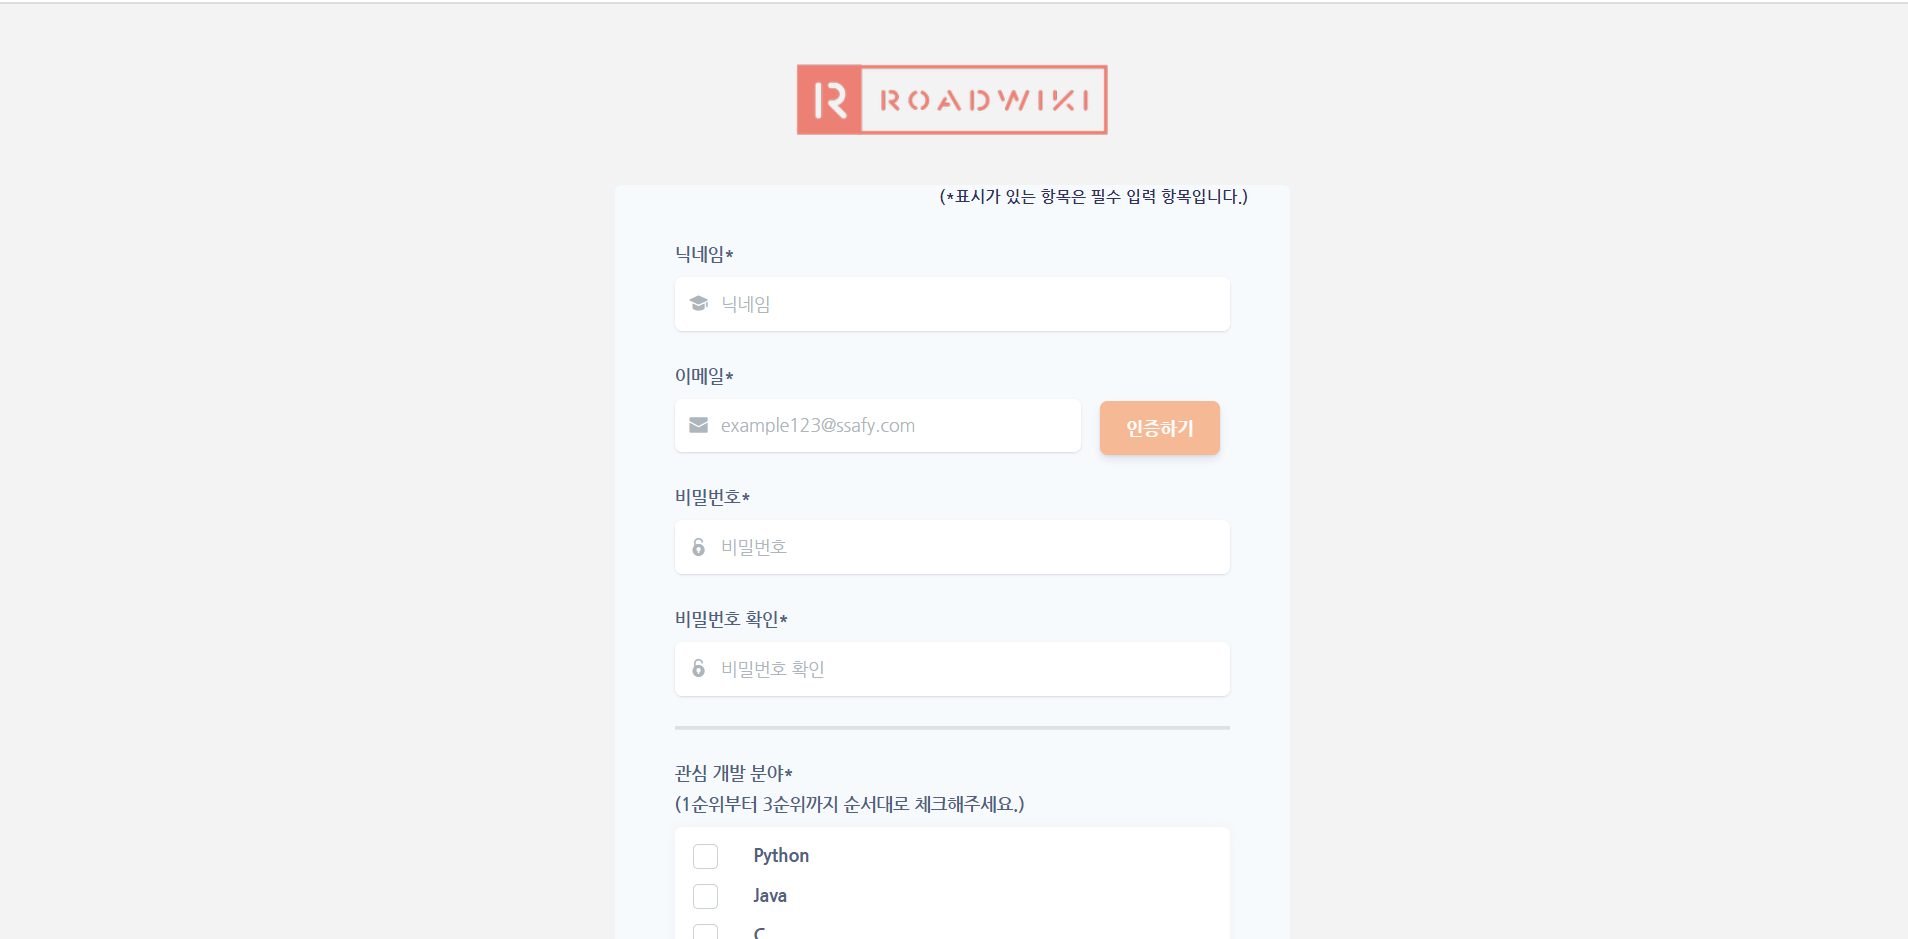 R ROADWIKI
(*표시가 있는 항목은 필수 입력 항목입니다.)
닉네임*
닉네임
이메일*
example123@ssafy.com
인증하기
비밀번호*
비밀번호
비밀번호 확인*
비밀번호 확인
관심 개발 분야*
(1순위부터 3순위까지 순서대로 체크해주세요.)
Python
Java
C